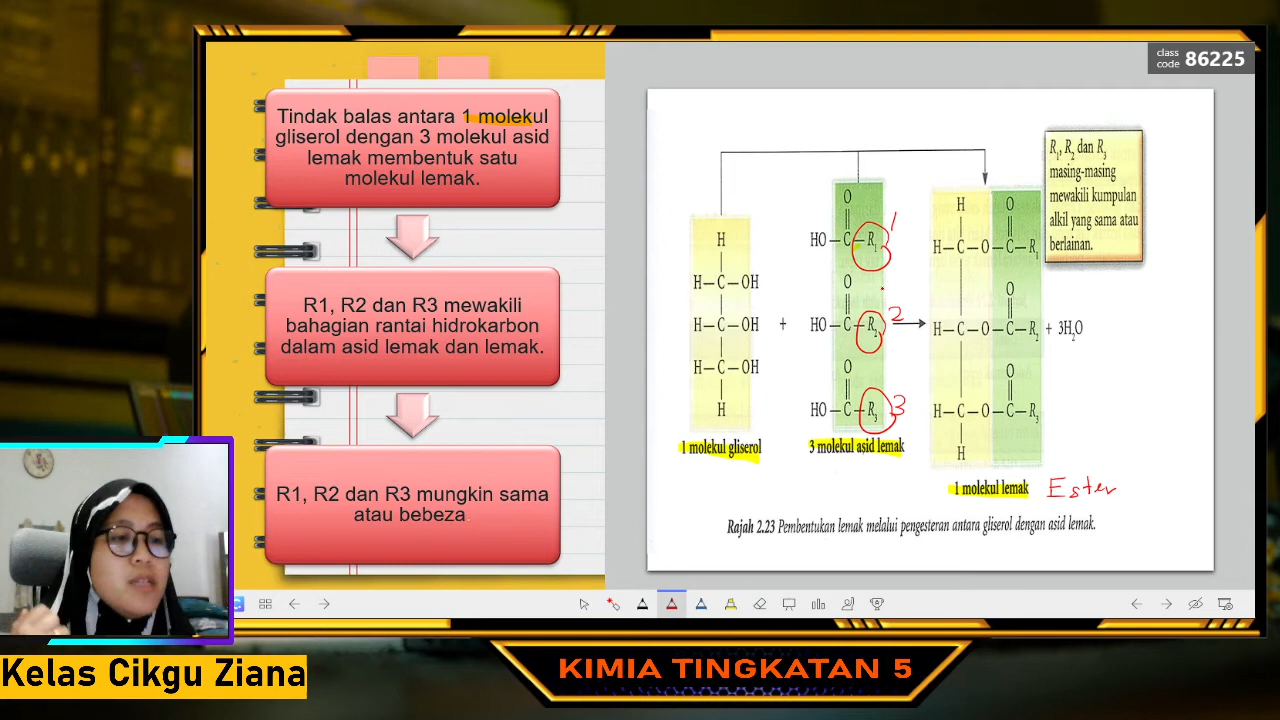 class
code 86225
Tindak balas antara 1 molekul
gliserol dengan 3 molekul asid
lemak membentuk satu
molekul lemak.
R1, R2 dan R3 mewakili
bahagian rantai hidrokarbon
dalam asid lemak dan lemak.
R1, R2 dan R3 mungkin sama
atau bebeza.
R₁, R₂ dan R₃
masing-masing
mewakili kumpulan
alkil yang sama atau
berlainan.
H
H—C—OH
H—C—OH
H—C—OH
H
1 molekul gliserol
+
O
HO—C—R₁
1
O
HO—C—R₂
2
O
HO—C—R₃
3
3 molekul asid lemak
H O
H—C—O—C—R₁
O
H—C—O—C—R₂ + 3H₂O
O
H—C—O—C—R₃
H
1 molekul lemak
Ester
Rajah 2.23 Pembentukan lemak melalui pengesteran antara gliserol dengan asid lemak.
Kelas Cikgu Ziana
KIMIA TINGKATAN 5